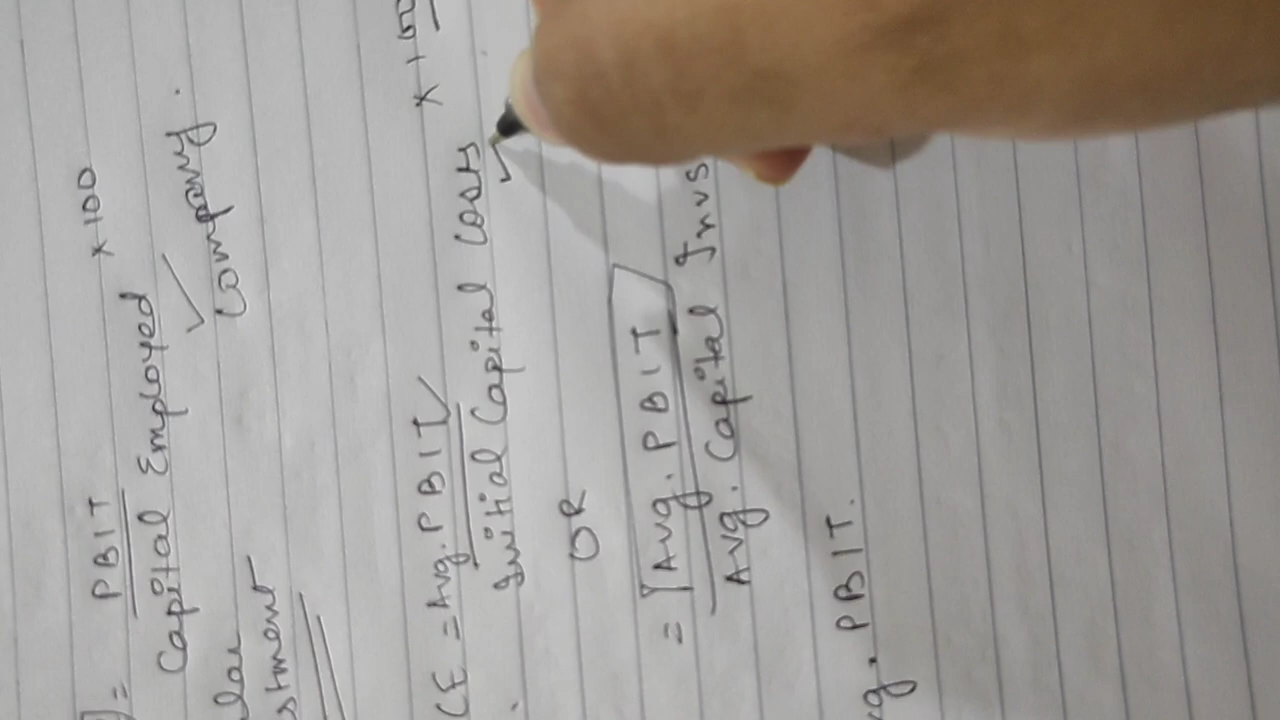 = PBIT × 100
Capital Employed
Company.
CE = Avg. PBIT × 100
Initial Capital Costs
OR
= Avg. PBIT
Avg. Capital Invs
PBIT.